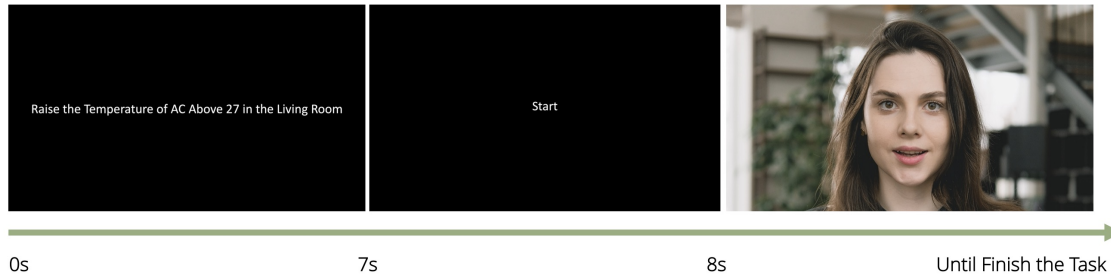 Raise the Temperature of AC Above 27 in the Living Room
Start
0s
7s
8s
Until Finish the Task